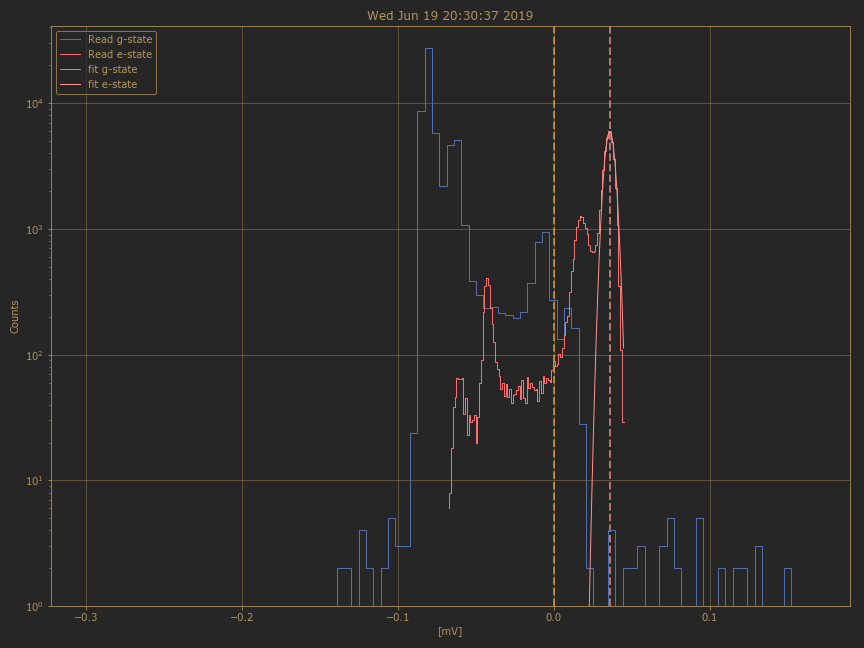 Wed Jun 19 20:30:37 2019
Read g-state
Read e-state
fit g-state
fit e-state
10⁴
10³
10²
10¹
10⁰
Counts
−0.3 −0.2 −0.1 0.0 0.1
[mV]